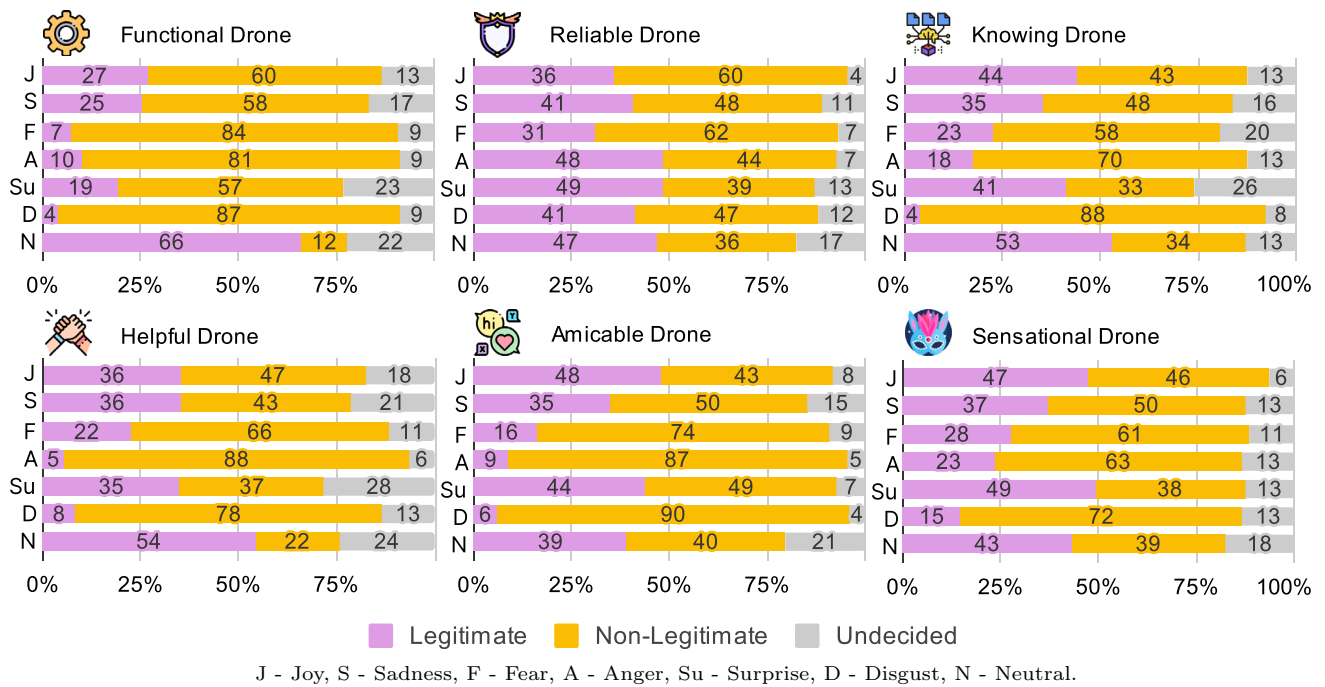 Functional Drone
J 27 60 13
S 25 58 17
F 7 84 9
A 10 81 9
Su 19 57 23
D 4 87 9
N 66 12 22
0% 25% 50% 75%
Reliable Drone
J 36 60 4
S 41 48 11
F 31 62 7
A 48 44 7
Su 49 39 13
D 41 47 12
N 47 36 17
0% 25% 50% 75%
Knowing Drone
J 44 43 13
S 35 48 16
F 23 58 20
A 18 70 13
Su 41 33 26
D 4 88 8
N 53 34 13
0% 25% 50% 75% 100%
Helpful Drone
J 36 47 18
S 36 43 21
F 22 66 11
A 5 88 6
Su 35 37 28
D 8 78 13
N 54 22 24
0% 25% 50% 75%
hi Y
X
Amicable Drone
J 48 43 8
S 35 50 15
F 16 74 9
A 9 87 5
Su 44 49 7
D 6 90 4
N 39 40 21
0% 25% 50% 75%
Sensational Drone
J 47 46 6
S 37 50 13
F 28 61 11
A 23 63 13
Su 49 38 13
D 15 72 13
N 43 39 18
0% 25% 50% 75% 100%
Legitimate Non-Legitimate Undecided
J - Joy, S - Sadness, F - Fear, A - Anger, Su - Surprise, D - Disgust, N - Neutral.